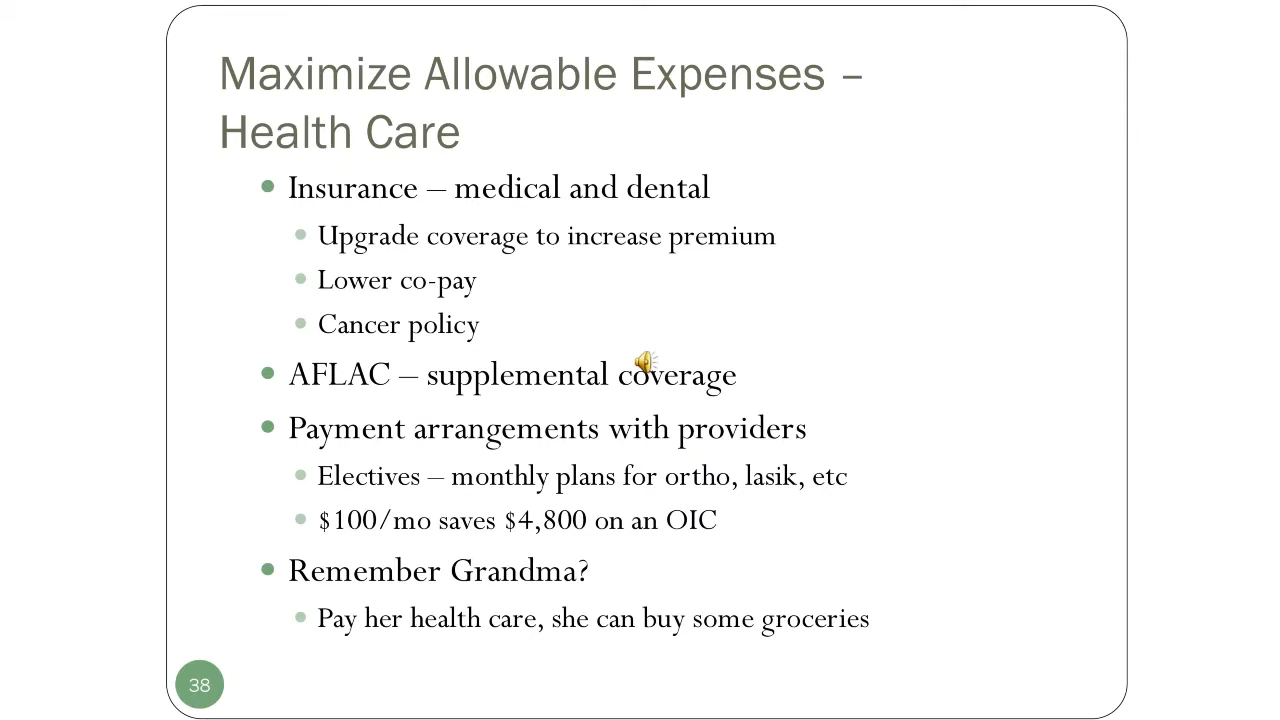 Maximize Allowable Expenses –
Health Care
Insurance – medical and dental
Upgrade coverage to increase premium
Lower co-pay
Cancer policy
AFLAC – supplemental coverage
Payment arrangements with providers
Electives – monthly plans for ortho, lasik, etc
$100/mo saves $4,800 on an OIC
Remember Grandma?
Pay her health care, she can buy some groceries
38